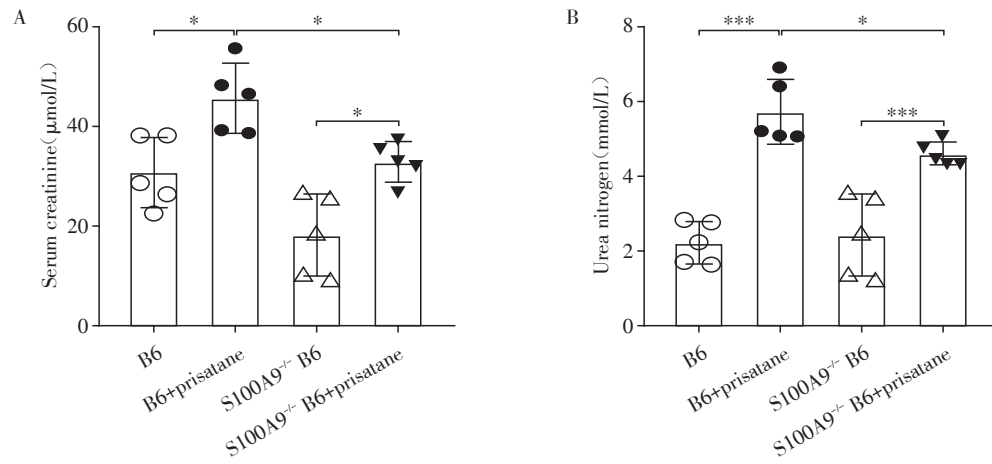 A
B
60
40
20
0
Serum creatinine(μmol/L)
*
*
*
B6
B6+prisatane
S100A9-/- B6
S100A9-/- B6+prisatane
8
6
4
2
0
Urea nitrogen(mmol/L)
***
*
***
B6
B6+prisatane
S100A9-/- B6
S100A9-/- B6+prisatane